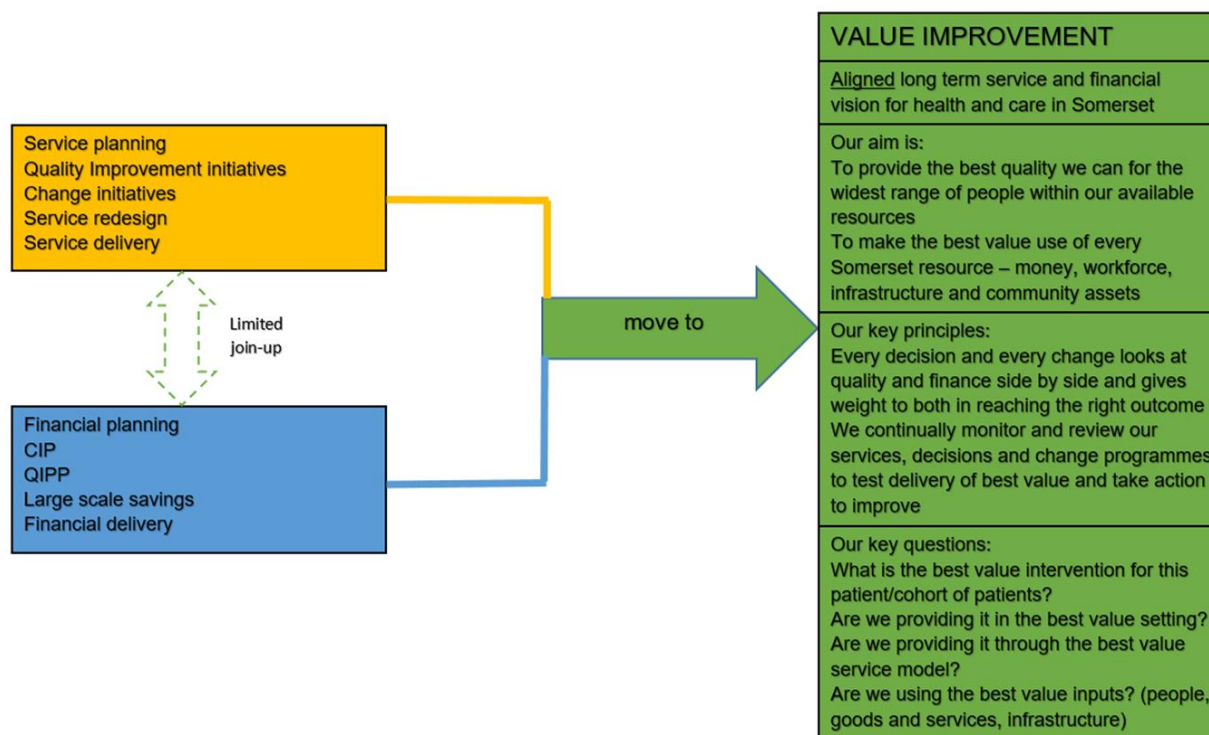 Service planning
Quality Improvement initiatives
Change initiatives
Service redesign
Service delivery
Limited
join-up
Financial planning
CIP
QIPP
Large scale savings
Financial delivery
move to
VALUE IMPROVEMENT
Aligned long term service and financial
vision for health and care in Somerset
Our aim is:
To provide the best quality we can for the
widest range of people within our available
resources
To make the best value use of every
Somerset resource – money, workforce,
infrastructure and community assets
Our key principles:
Every decision and every change looks at
quality and finance side by side and gives
weight to both in reaching the right outcome
We continually monitor and review our
services, decisions and change programmes
to test delivery of best value and take action
to improve
Our key questions:
What is the best value intervention for this
patient/cohort of patients?
Are we providing it in the best value setting?
Are we providing it through the best value
service model?
Are we using the best value inputs? (people,
goods and services, infrastructure)